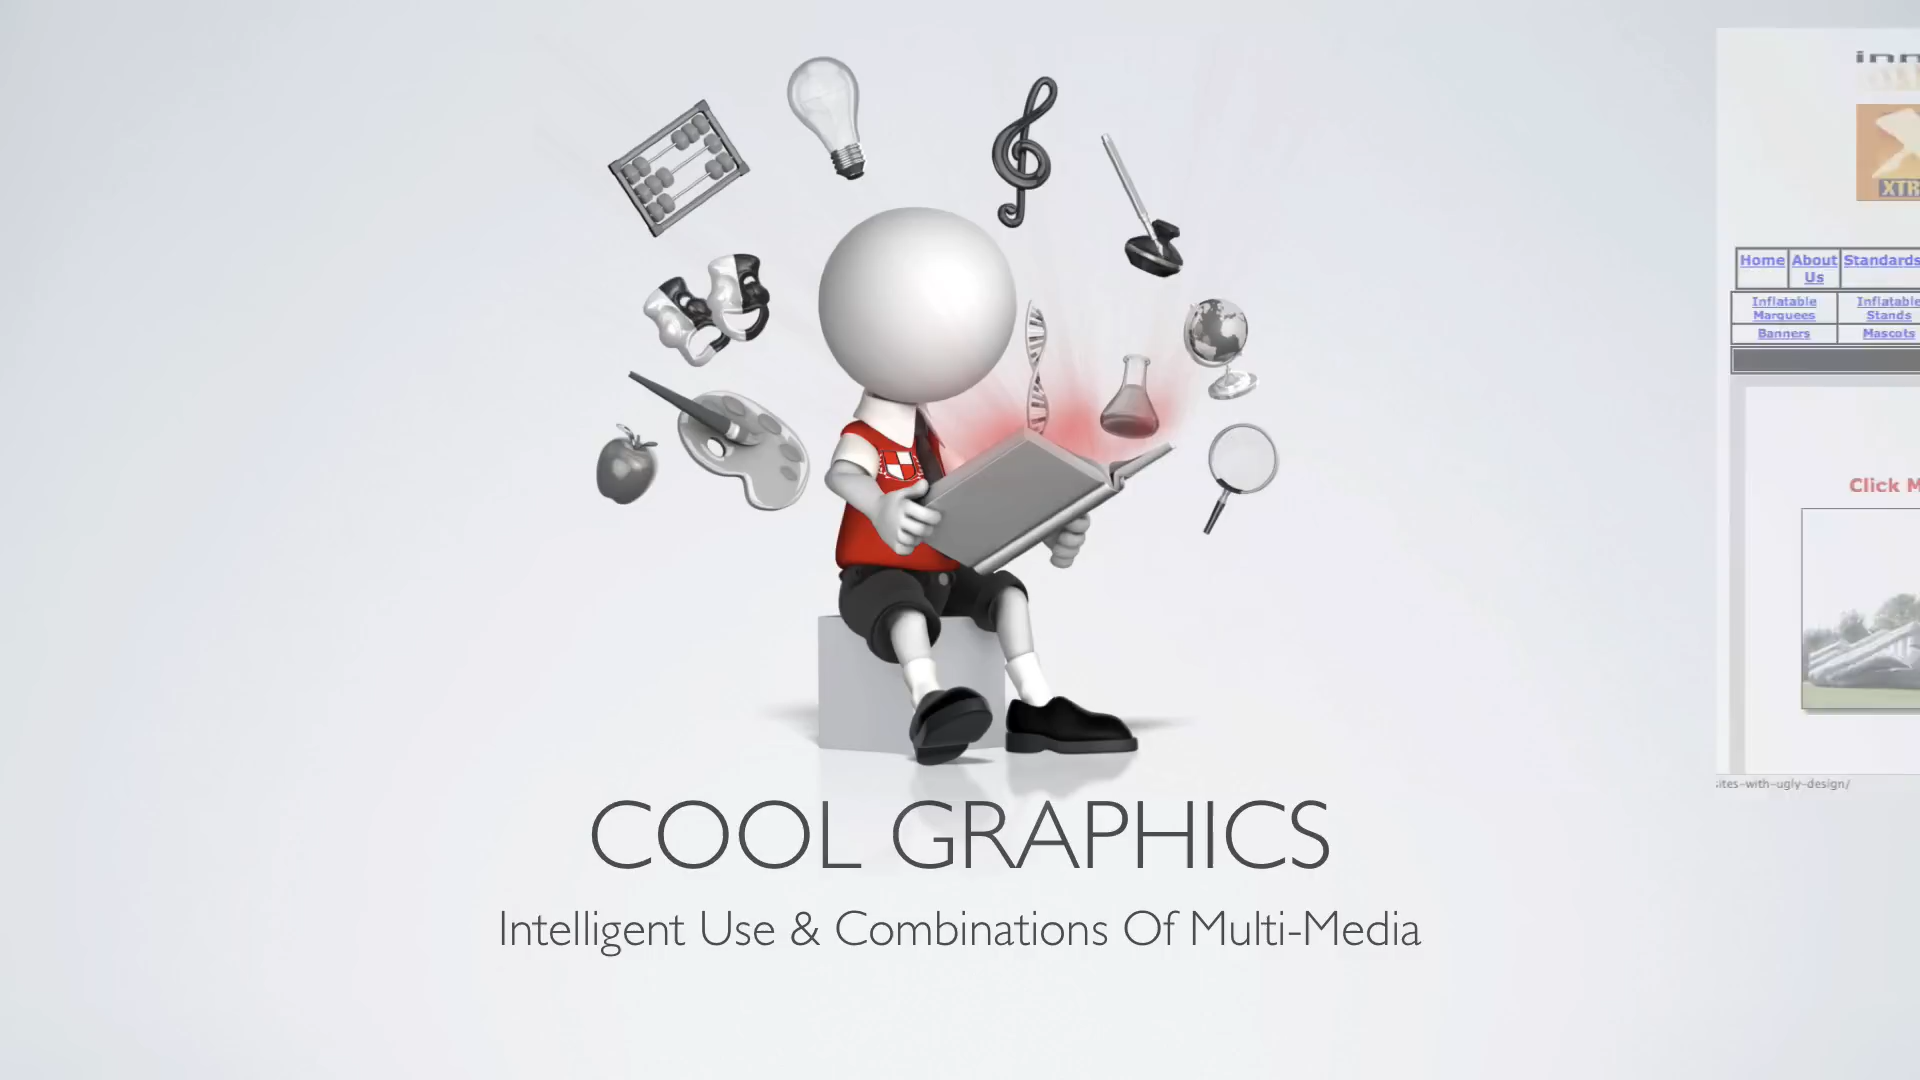 Home
About
Us
Standards
Inflatable
Marquees
Inflatable
Stands
Banners
Mascots
Click
COOL GRAPHICS
Intelligent Use & Combinations Of Multi-Media
ites-with-ugly-design/